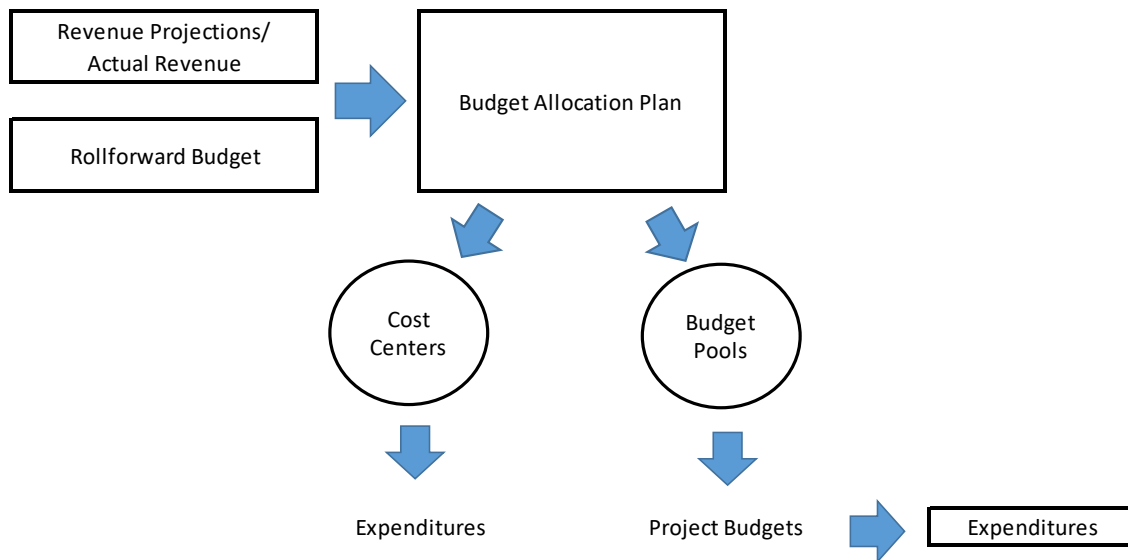 Revenue Projections/
Actual Revenue
Budget Allocation Plan
Rollforward Budget
Cost
Centers
Budget
Pools
Expenditures
Project Budgets
Expenditures